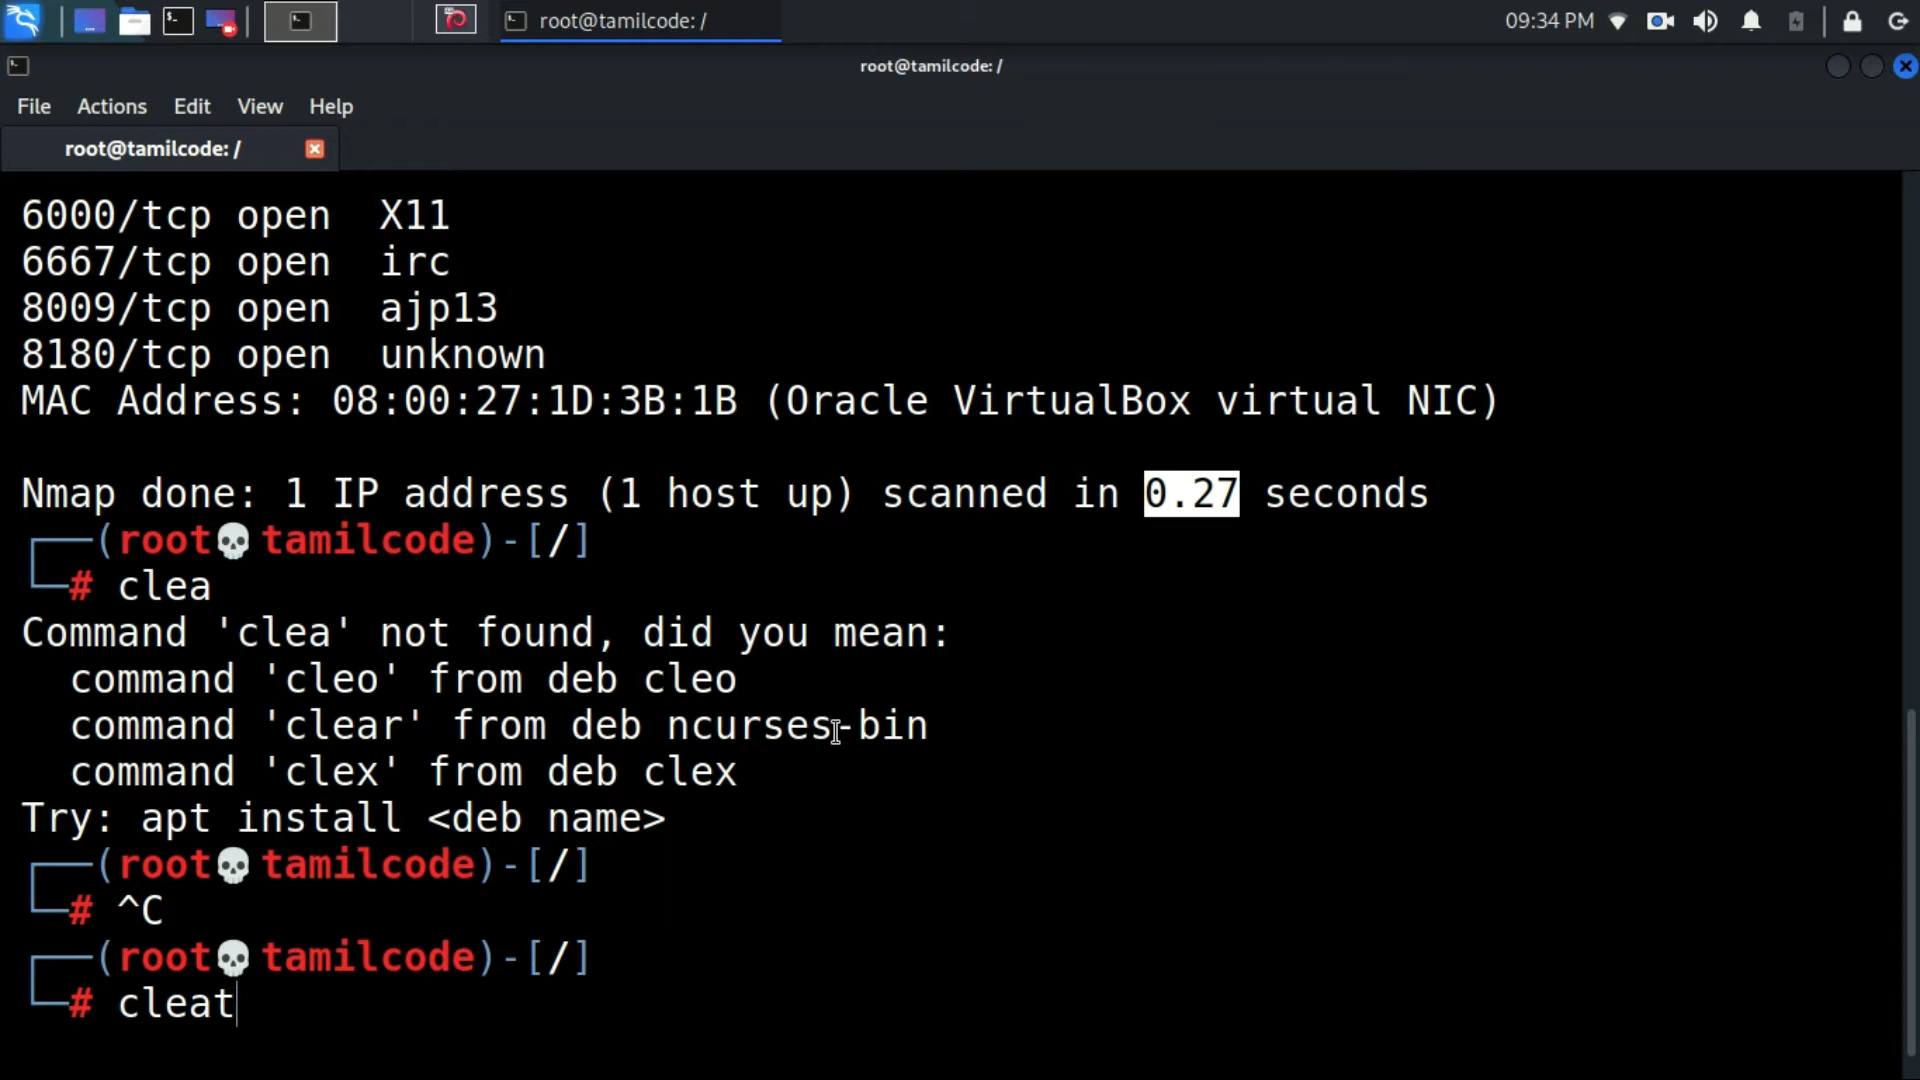 root@tamilcode: /
09:34 PM
root@tamilcode: /
File Actions Edit View Help
root@tamilcode: /
6000/tcp open  X11
6667/tcp open  irc
8009/tcp open  ajp13
8180/tcp open  unknown
MAC Address: 08:00:27:1D:3B:1B (Oracle VirtualBox virtual NIC)
Nmap done: 1 IP address (1 host up) scanned in 0.27 seconds
┌──(root💀tamilcode)-[/]
└─# clea
Command 'clea' not found, did you mean:
  command 'cleo' from deb cleo
  command 'clear' from deb ncurses-bin
  command 'clex' from deb clex
Try: apt install <deb name>
┌──(root💀tamilcode)-[/]
└─# ^C
┌──(root💀tamilcode)-[/]
└─# cleat